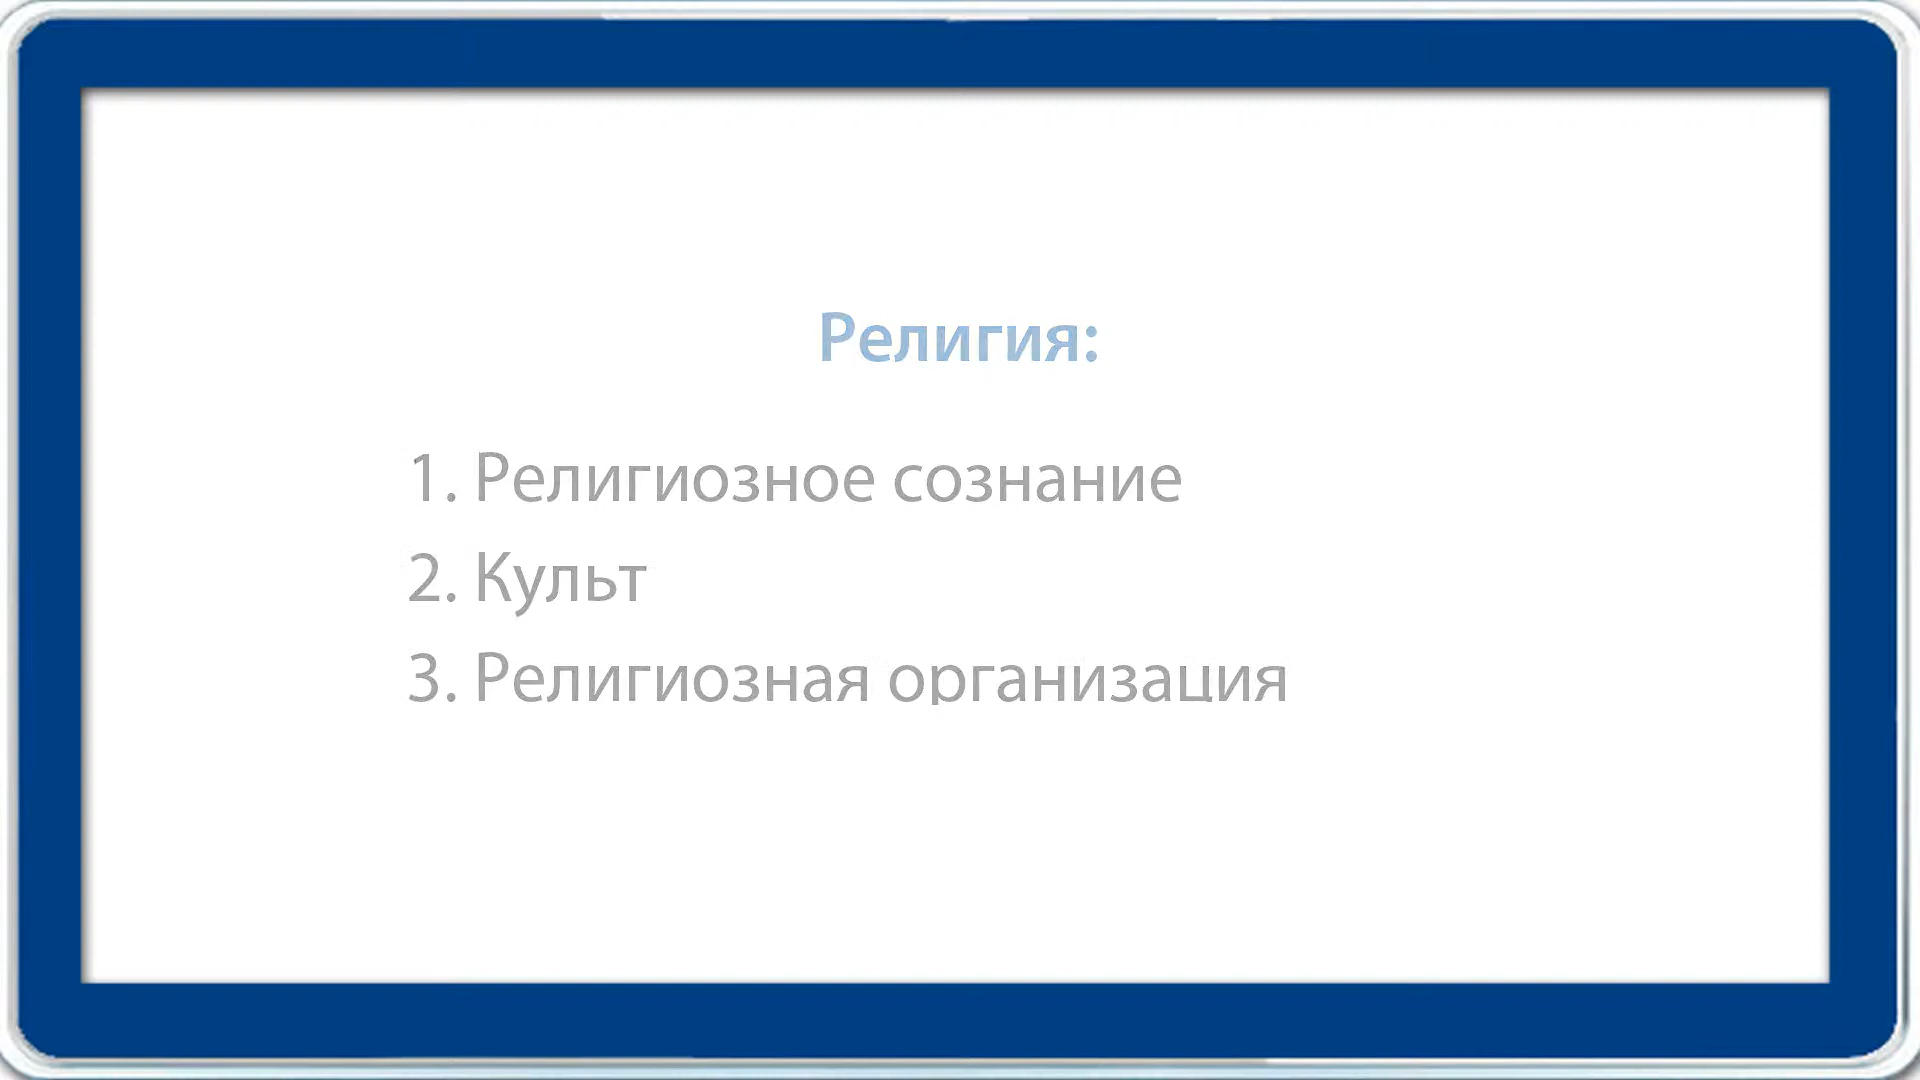 Религия:
1. Религиозное сознание
2. Культ
3. Религиозная организация